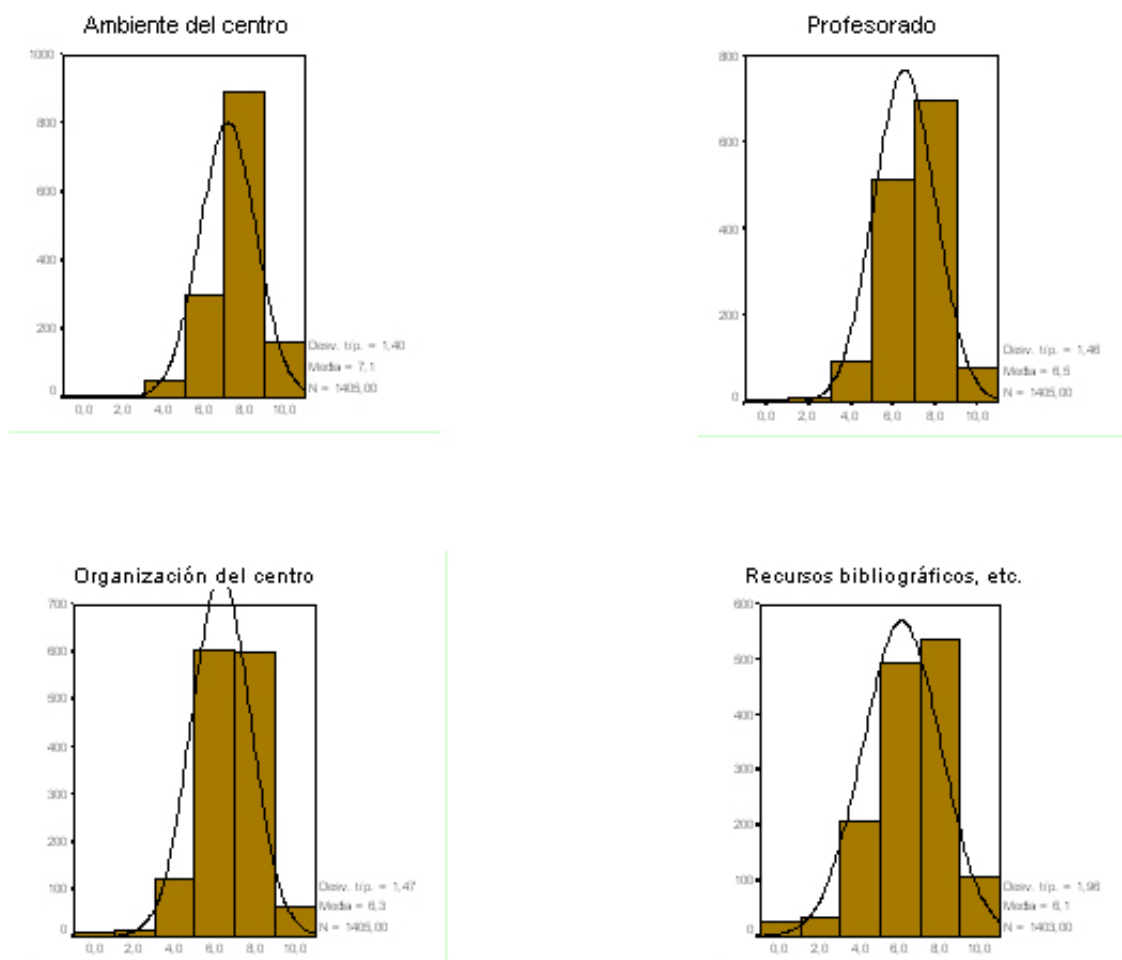 Ambiente del centro
1000
800
600
400
200
0
0,0 2,0 4,0 6,0 8,0 10,0
Desv. típ. = 1,40
Media = 7,1
N = 1405,00
Profesorado
800
600
400
200
0
0,0 2,0 4,0 6,0 8,0 10,0
Desv. típ. = 1,46
Media = 6,5
N = 1405,00
Organización del centro
700
600
500
400
300
200
100
0
0,0 2,0 4,0 6,0 8,0 10,0
Desv. típ. = 1,47
Media = 6,3
N = 1405,00
Recursos bibliográficos, etc.
600
500
400
300
200
100
0
0,0 2,0 4,0 6,0 8,0 10,0
Desv. típ. = 1,96
Media = 6,1
N = 1403,00